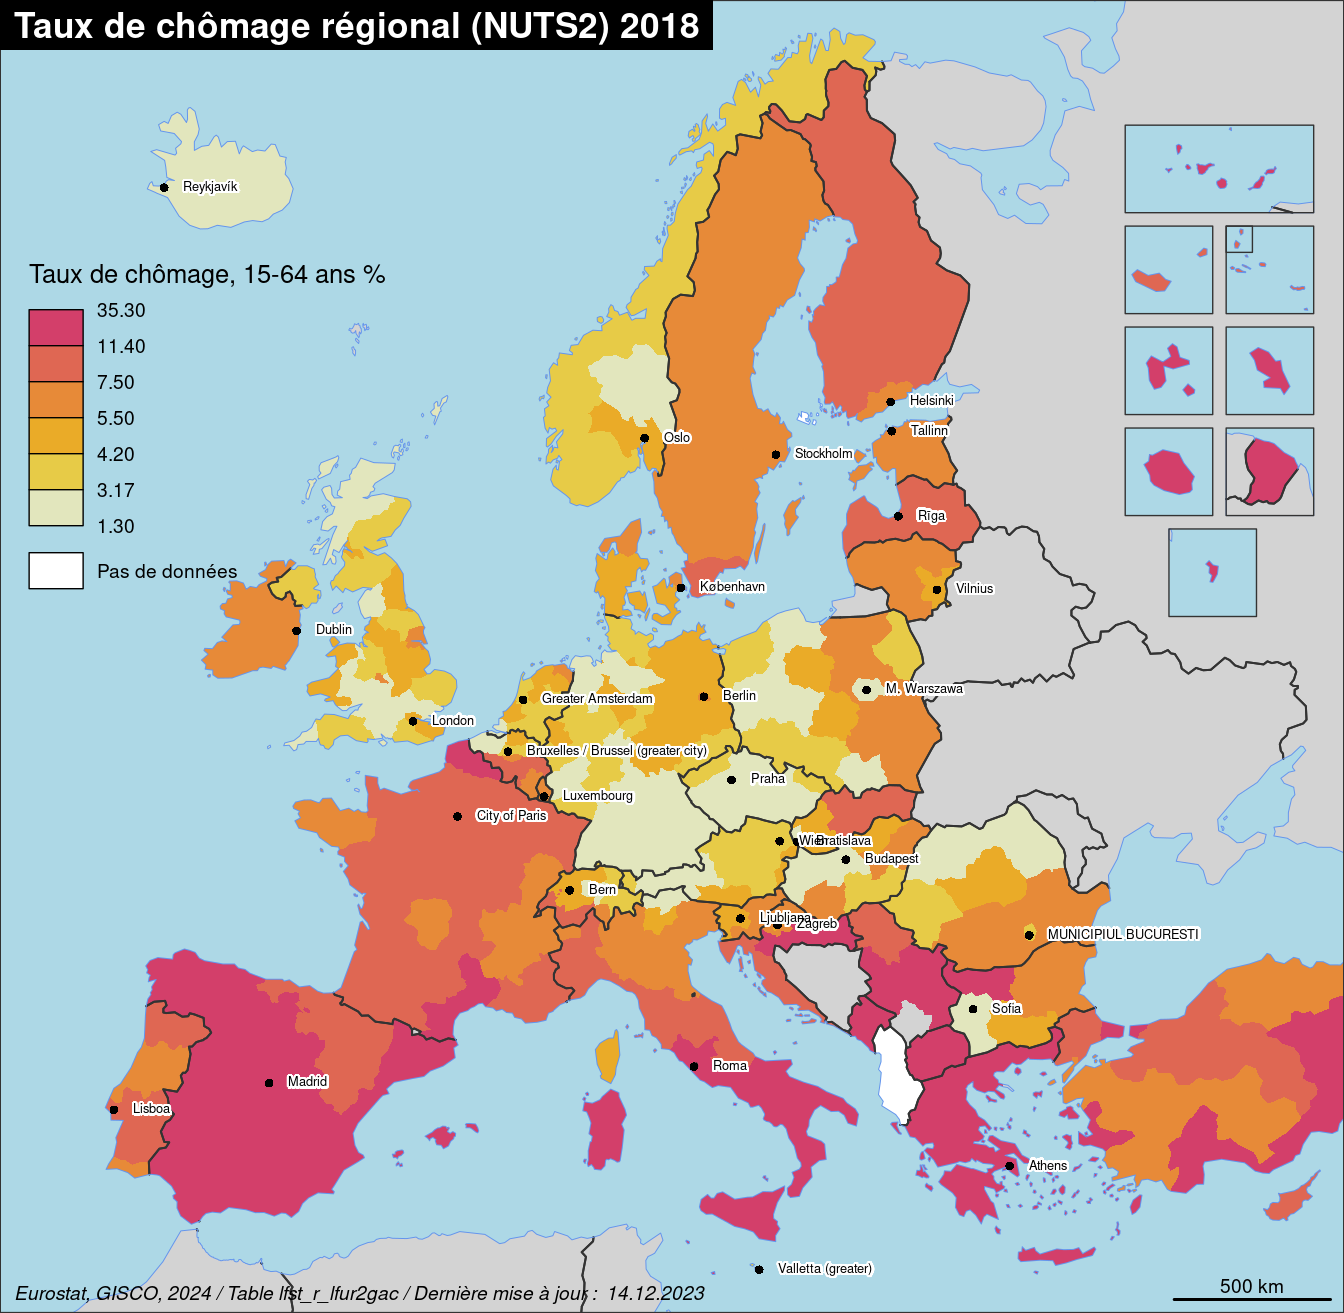 Taux de chômage régional (NUTS2) 2018
Reykjavík
Taux de chômage, 15-64 ans %
35.30
11.40
7.50
5.50
4.20
3.17
1.30
Pas de données
Helsinki
Tallinn
Oslo
Stockholm
Rīga
København
Vilnius
Dublin
M. Warszawa
Berlin
Greater Amsterdam
London
Bruxelles / Brussel (greater city)
Praha
Luxembourg
City of Paris
Wien
Bratislava
Budapest
Bern
Ljubljana
Zagreb
MUNICIPIUL BUCURESTI
Sofia
Roma
Madrid
Lisboa
Athens
Valletta (greater)
500 km
Eurostat, GISCO, 2024 / Table lfst_r_lfur2gac / Dernière mise à jour : 14.12.2023